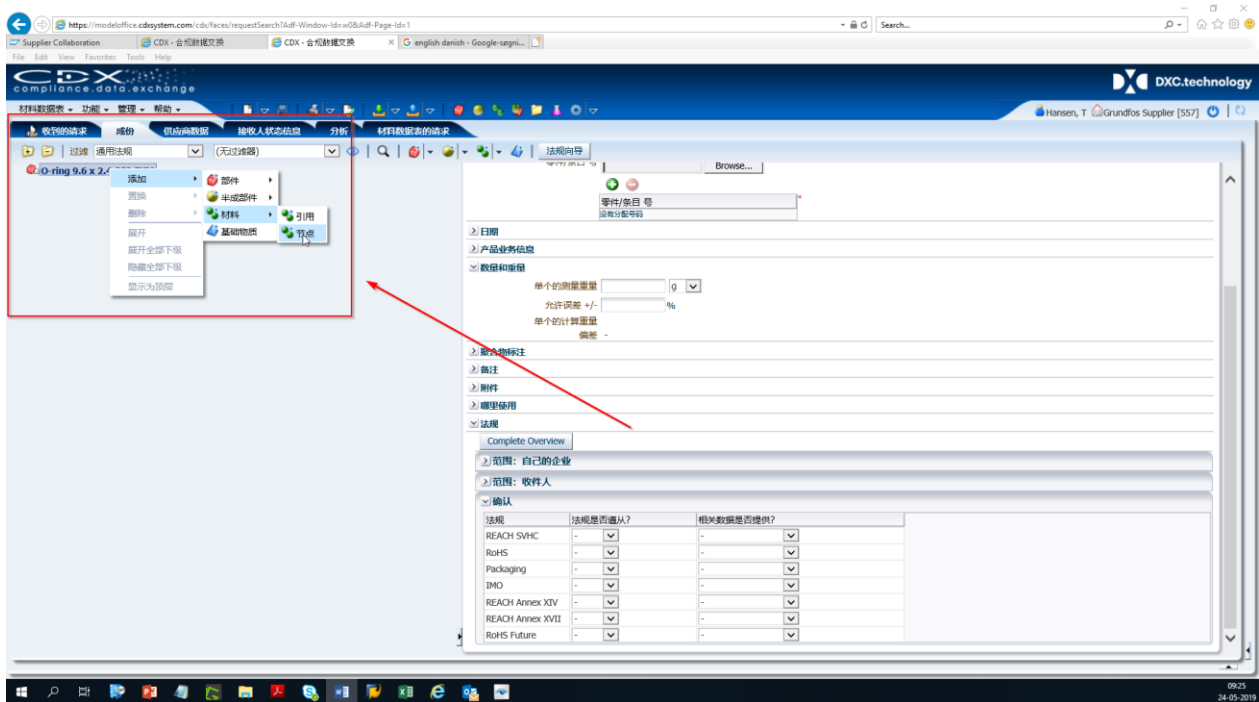 https://modeloffice.cdxsystem.com/cdx/faces/requestSearch?Adf-Window-Id=w0&Adf-Page-Id=1
Search...
Supplier Collaboration
CDX - 合规数据交换
CDX - 合规数据交换
english danish - Google-søgni...
File Edit View Favorites Tools Help
CDX
compliance.data.exchange
DXC.technology
材料数据表 功能 管理 帮助
Hansen, T Grundfos Supplier [557]
收到的请求 成份 供应商数据 接收人状态信息 分析 材料数据表的请求
过滤 通用法规 (无过滤器) 法规向导
O-ring 9.6 x 2.4
添加
置换
删除
展开
展开全部下级
隐藏全部下级
显示为顶层
部件
半成部件
材料
基础物质
引用
节点
Browse...
零件/条目 号
*
没有分配号码
日期
产品业务信息
数量和重量
单个的测量重量 g
允许误差 +/- %
单个的计算重量
偏差 -
聚合物标注
备注
附件
哪里使用
法规
Complete Overview
范围: 自己的企业
范围: 收件人
确认
法规 法规是否遵从? 相关数据是否提供?
REACH SVHC - -
RoHS - -
Packaging - -
IMO - -
REACH Annex XIV - -
REACH Annex XVII - -
RoHS Future - -
09:25
24-05-2019